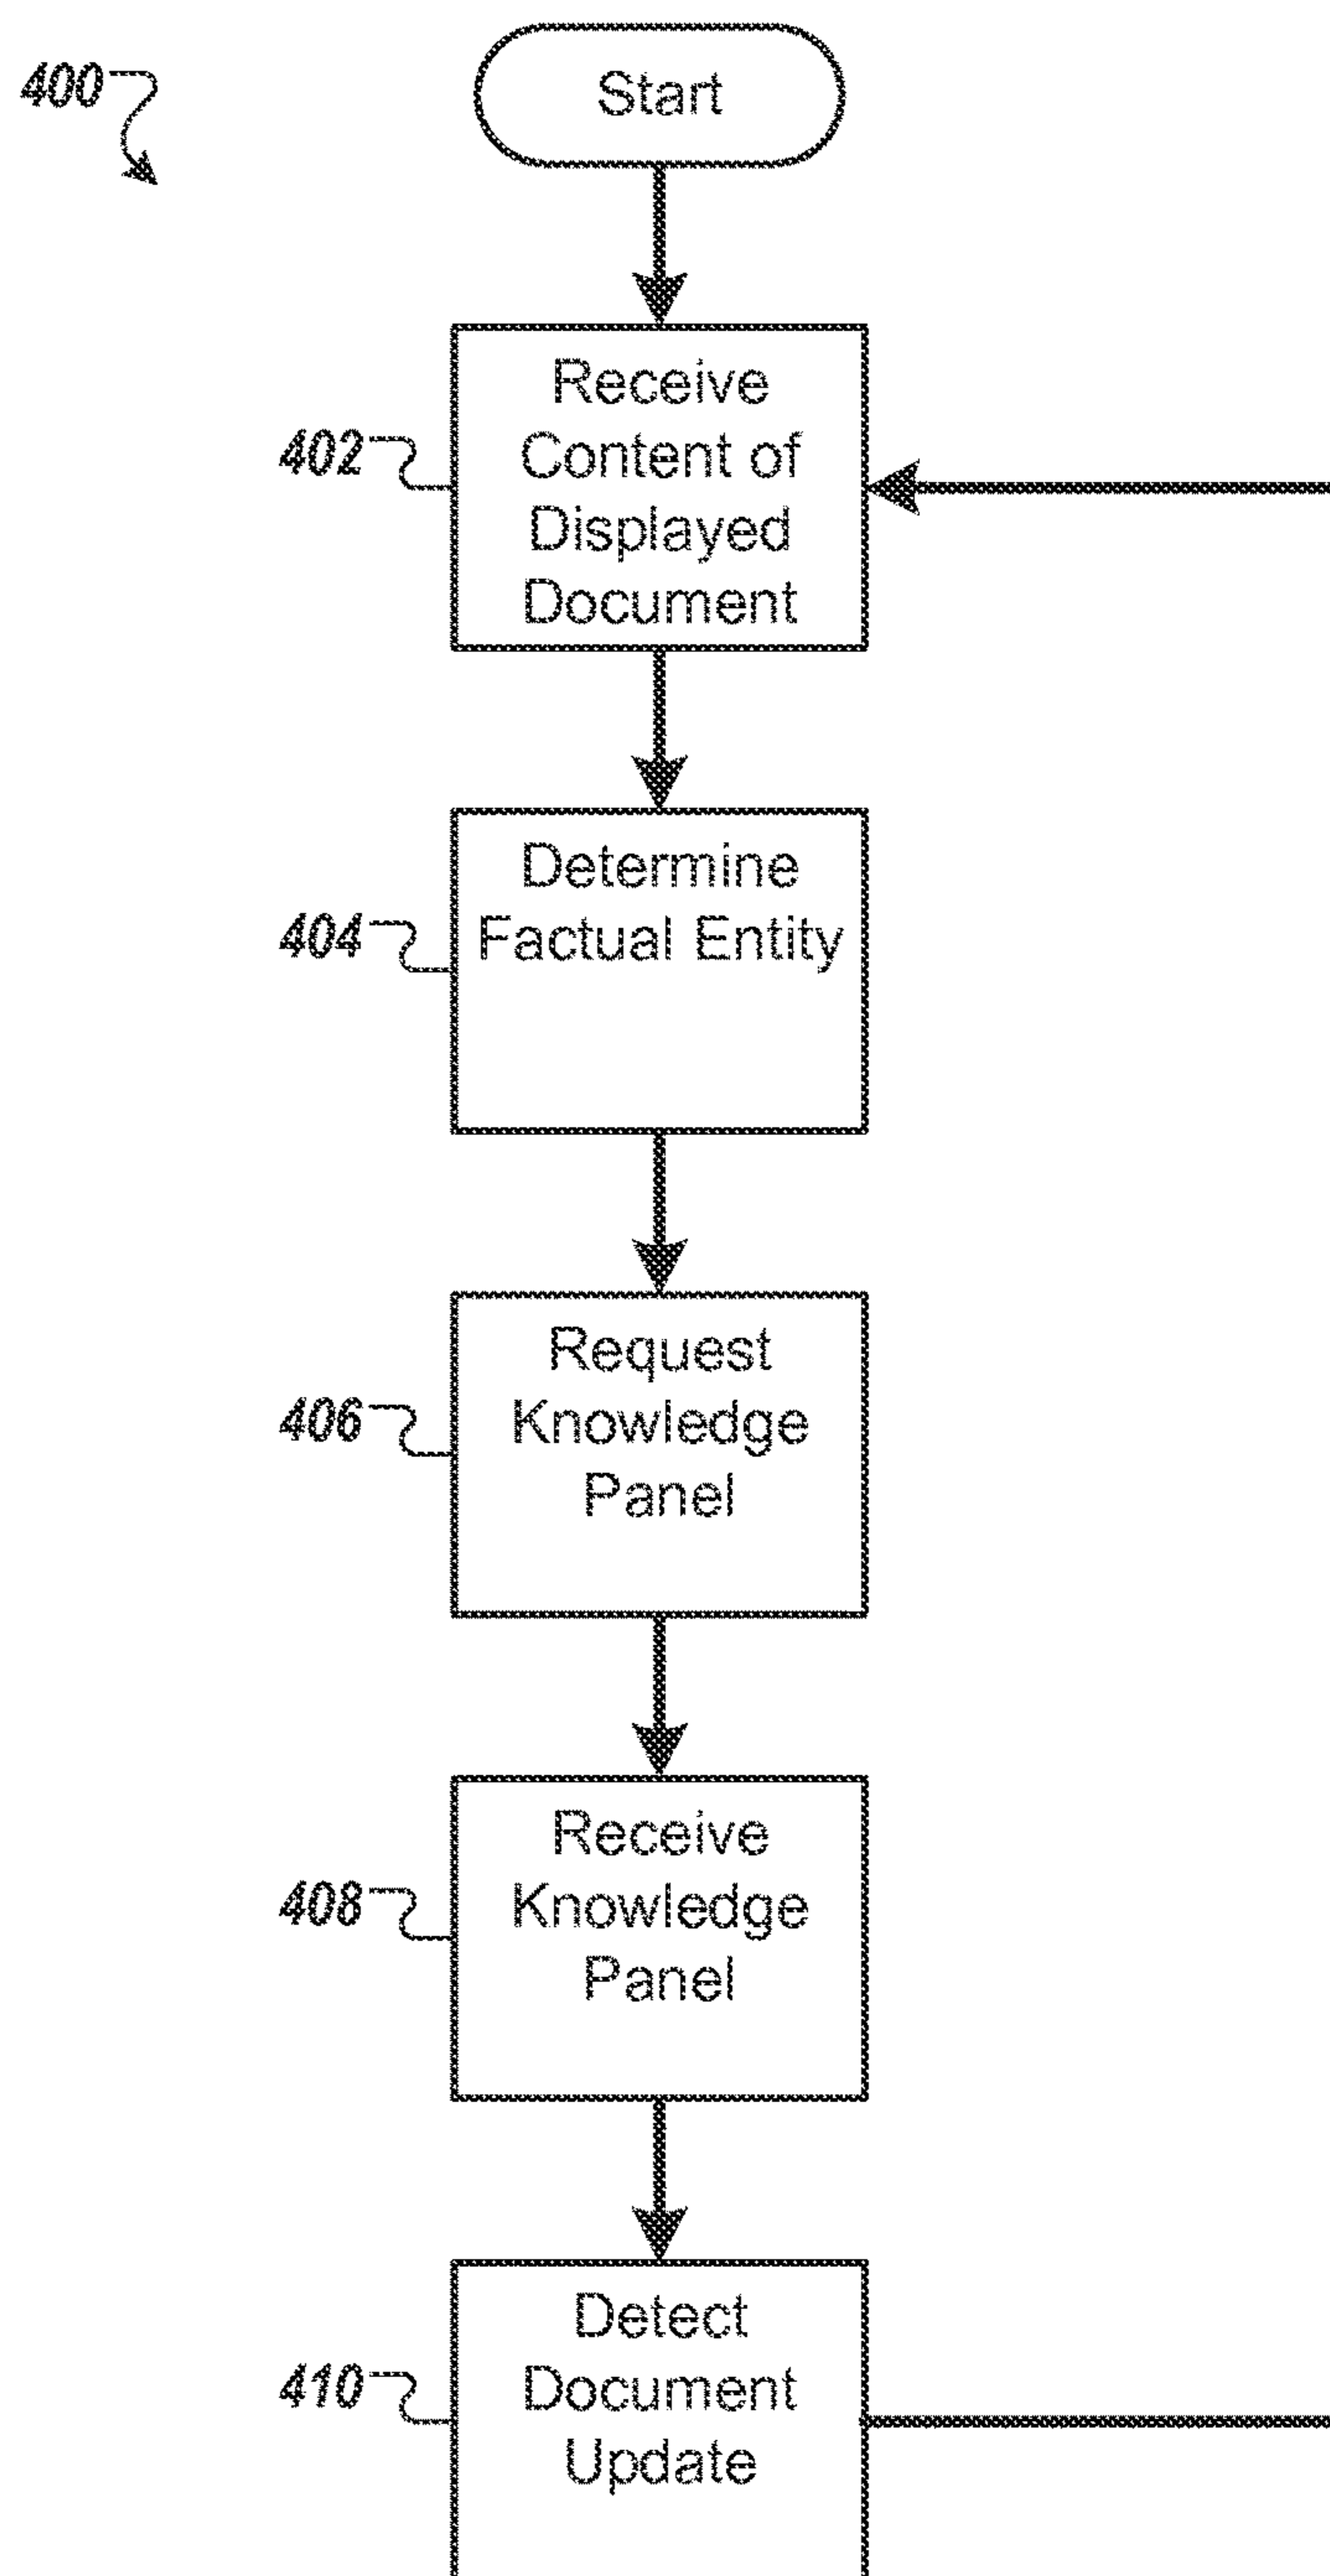 400
Start
402
Receive
Content of
Displayed
Document
404
Determine
Factual Entity
406
Request
Knowledge
Panel
408
Receive
Knowledge
Panel
410
Detect
Document
Update